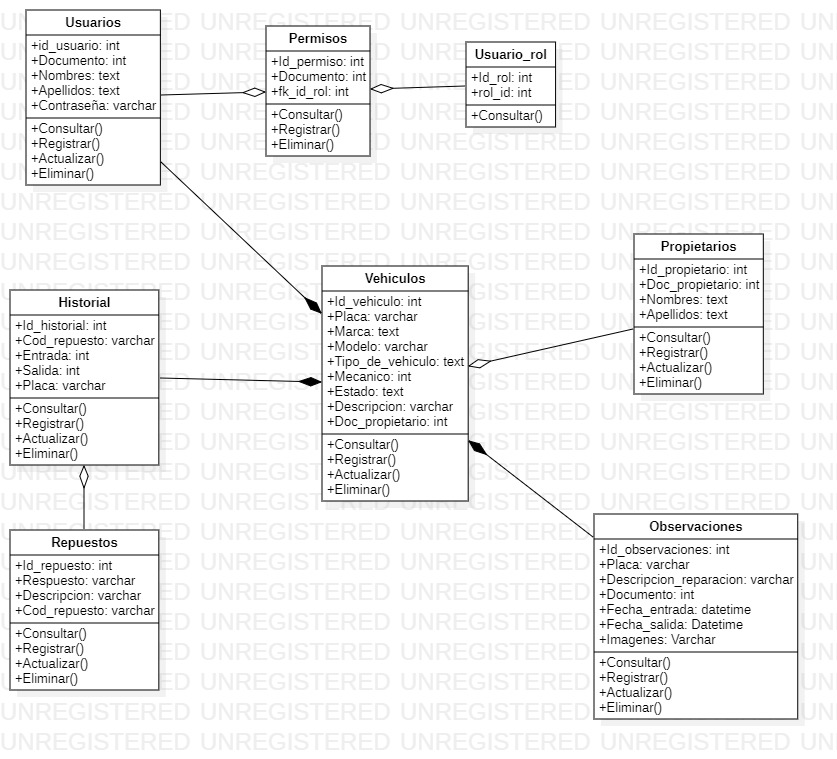 Usuarios
+id_usuario: int
+Documento: int
+Nombres: text
+Apellidos: text
+Contraseña: varchar
+Consultar()
+Registrar()
+Actualizar()
+Eliminar()
Permisos
+Id_permiso: int
+Documento: int
+fk_id_rol: int
+Consultar()
+Registrar()
+Eliminar()
Usuario_rol
+Id_rol: int
+rol_id: int
+Consultar()
Propietarios
+Id_propietario: int
+Doc_propietario: int
+Nombres: text
+Apellidos: text
+Consultar()
+Registrar()
+Actualizar()
+Eliminar()
Vehiculos
+Id_vehiculo: int
+Placa: varchar
+Marca: text
+Modelo: varchar
+Tipo_de_vehiculo: text
+Mecanico: int
+Estado: text
+Descripcion: varchar
+Doc_propietario: int
+Consultar()
+Registrar()
+Actualizar()
+Eliminar()
Historial
+Id_historial: int
+Cod_repuesto: varchar
+Entrada: int
+Salida: int
+Placa: varchar
+Consultar()
+Registrar()
+Actualizar()
+Eliminar()
Repuestos
+Id_repuesto: int
+Respuesto: varchar
+Descripcion: varchar
+Cod_repuesto: varchar
+Consultar()
+Registrar()
+Actualizar()
+Eliminar()
Observaciones
+Id_observaciones: int
+Placa: varchar
+Descripcion_reparacion: varchar
+Documento: int
+Fecha_entrada: datetime
+Fecha_salida: Datetime
+Imagenes: Varchar
+Consultar()
+Registrar()
+Actualizar()
+Eliminar()
UNREGISTERED UNREGISTERED UNREGISTERED UNREGISTERED